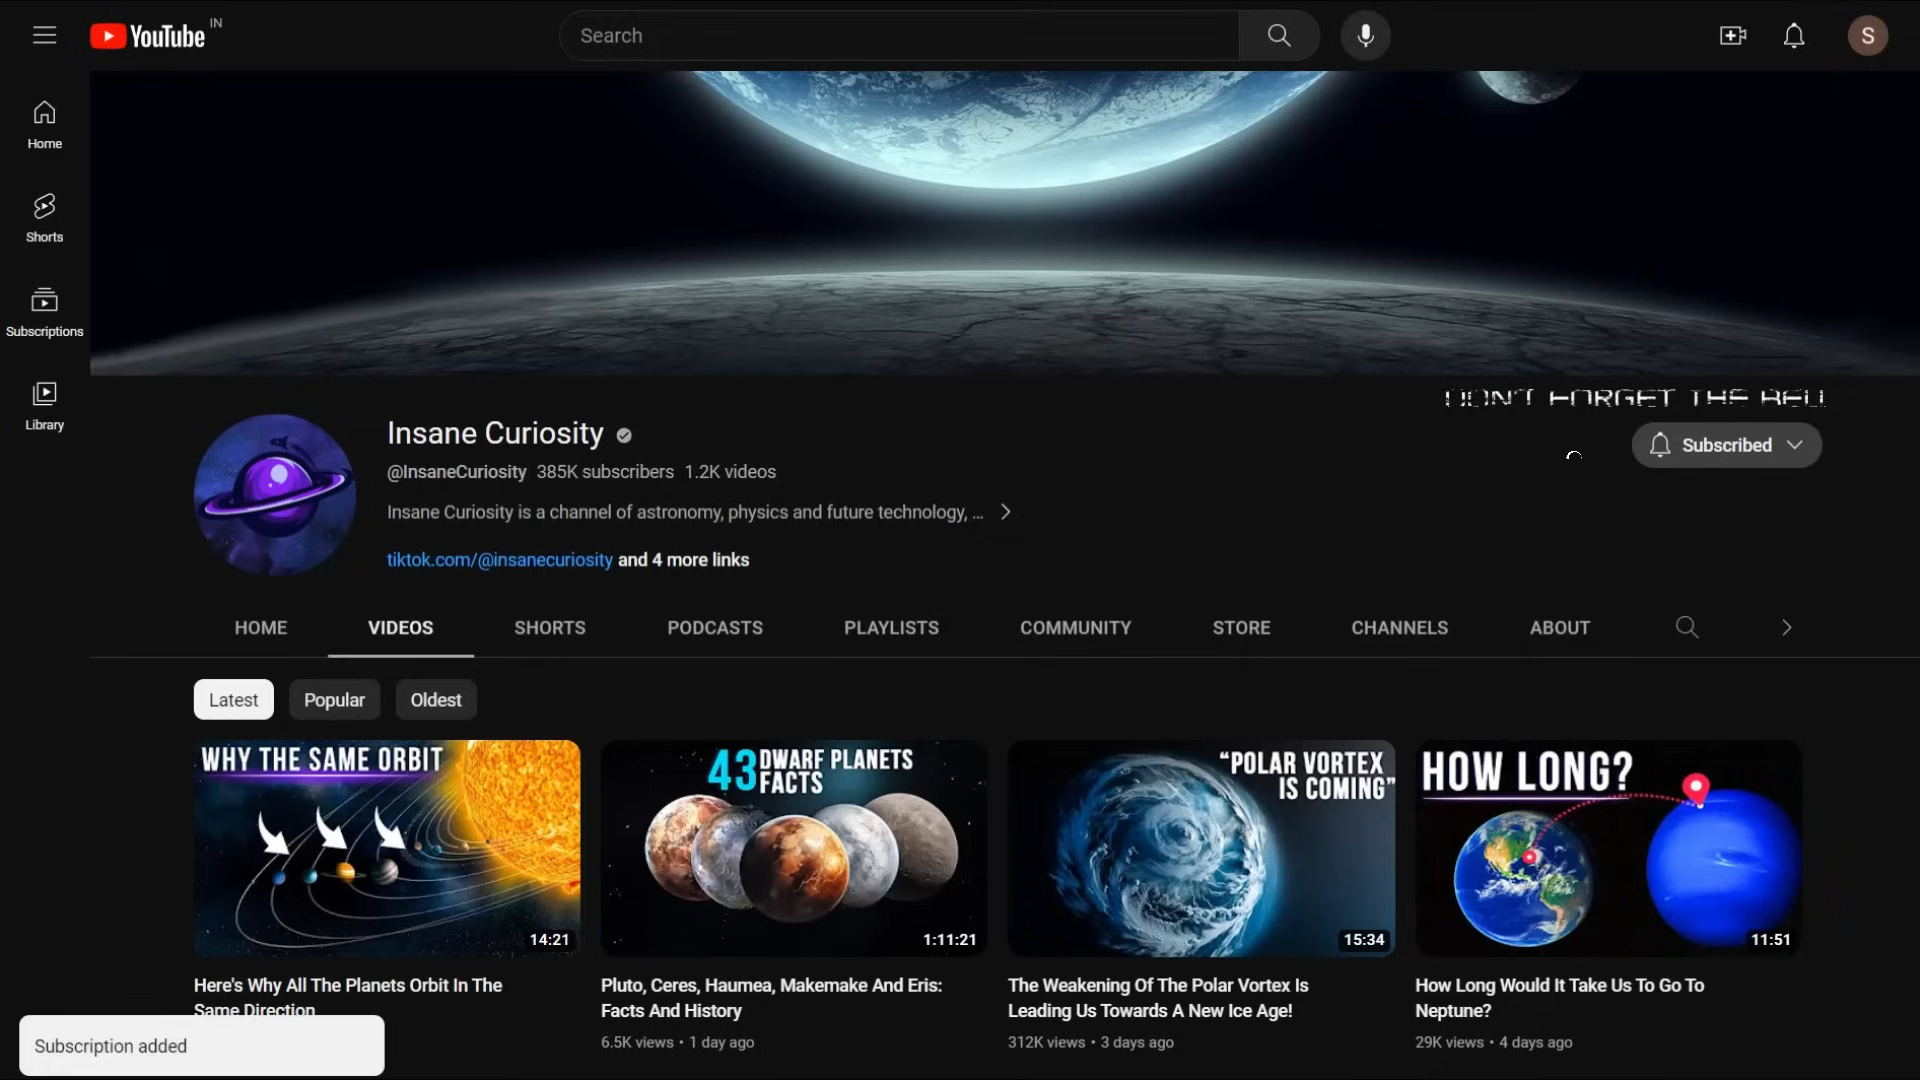 YouTube IN
Search
S
Home
Shorts
Subscriptions
Library
DON'T FORGET THE BELL
Insane Curiosity
@InsaneCuriosity 385K subscribers 1.2K videos
Subscribed
Insane Curiosity is a channel of astronomy, physics and future technology, ...
tiktok.com/@insanecuriosity and 4 more links
HOME VIDEOS SHORTS PODCASTS PLAYLISTS COMMUNITY STORE CHANNELS ABOUT
Latest Popular Oldest
WHY THE SAME ORBIT
14:21
43 DWARF PLANETS
FACTS
1:11:21
“POLAR VORTEX
IS COMING”
15:34
HOW LONG?
11:51
Here's Why All The Planets Orbit In The
Same Direction
Pluto, Ceres, Haumea, Makemake And Eris:
Facts And History
6.5K views • 1 day ago
The Weakening Of The Polar Vortex Is
Leading Us Towards A New Ice Age!
312K views • 3 days ago
How Long Would It Take Us To Go To
Neptune?
29K views • 4 days ago
Subscription added